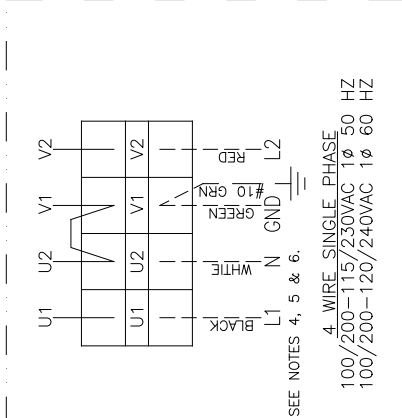 U1 U2 V1 V2
U1 U2 V1 V2
BLACK WHTIE GREEN #10 GRN RED
L1 N GND L2
SEE NOTES 4, 5 & 6.
4 WIRE SINGLE PHASE
100/200-115/230VAC 1ø 50 HZ
100/200-120/240VAC 1ø 60 HZ